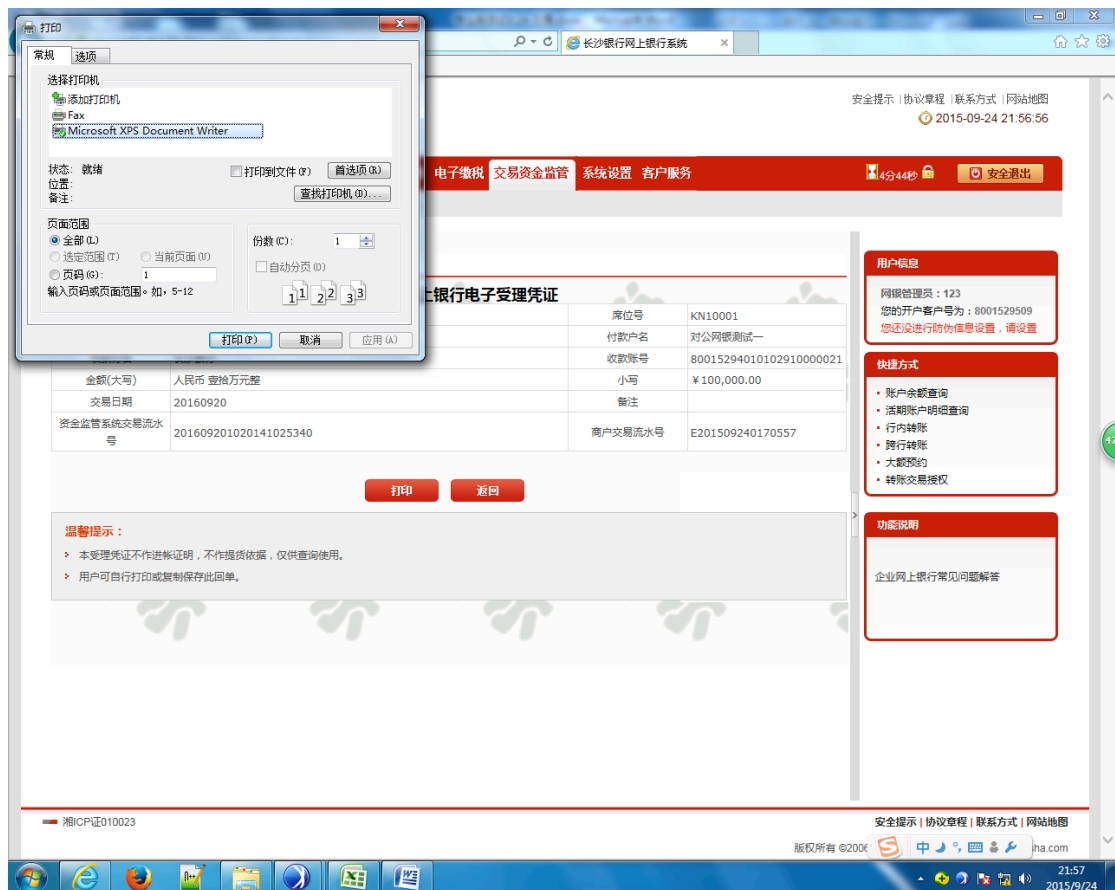 打印
常规 选项
选择打印机
添加打印机
Fax
Microsoft XPS Document Writer
状态: 就绪
位置:
备注:
打印到文件(F) 首选项(R)
查找打印机(D)...
页面范围
全部(L)
选定范围(T) 当前页面(U)
页码(G): 1
输入页码或页面范围。如, 5-12
份数(C): 1
自动分页(O)
1 1 2 2 3 3
打印(P) 取消 应用(A)
长沙银行网上银行系统
安全提示 | 协议章程 | 联系方式 | 网站地图
2015-09-24 21:56:56
电子缴税 交易资金监管 系统设置 客户服务
4分44秒 安全退出
上银行电子受理凭证
席位号 KN10001
付款户名 对公网银测试一
收款账号 80015294010102910000021
金额(大写) 人民币 壹拾万元整 小写 ￥100,000.00
交易日期 20160920 备注
资金监管系统交易流水号 201609201020141025340 商户交易流水号 E201509240170557
打印 返回
温馨提示：
本受理凭证不作进帐证明，不作提货依据，仅供查询使用。
用户可自行打印或复制保存此回单。
用户信息
网银管理员：123
您的开户客户号为：8001529509
您还没进行防伪信息设置，请设置
快捷方式
账户余额查询
活期账户明细查询
行内转账
跨行转账
大额预约
转账交易授权
功能说明
企业网上银行常见问题解答
湘ICP证010023
安全提示 | 协议章程 | 联系方式 | 网站地图
版权所有 ©2006
ha.com
中
21:57
2015/9/24